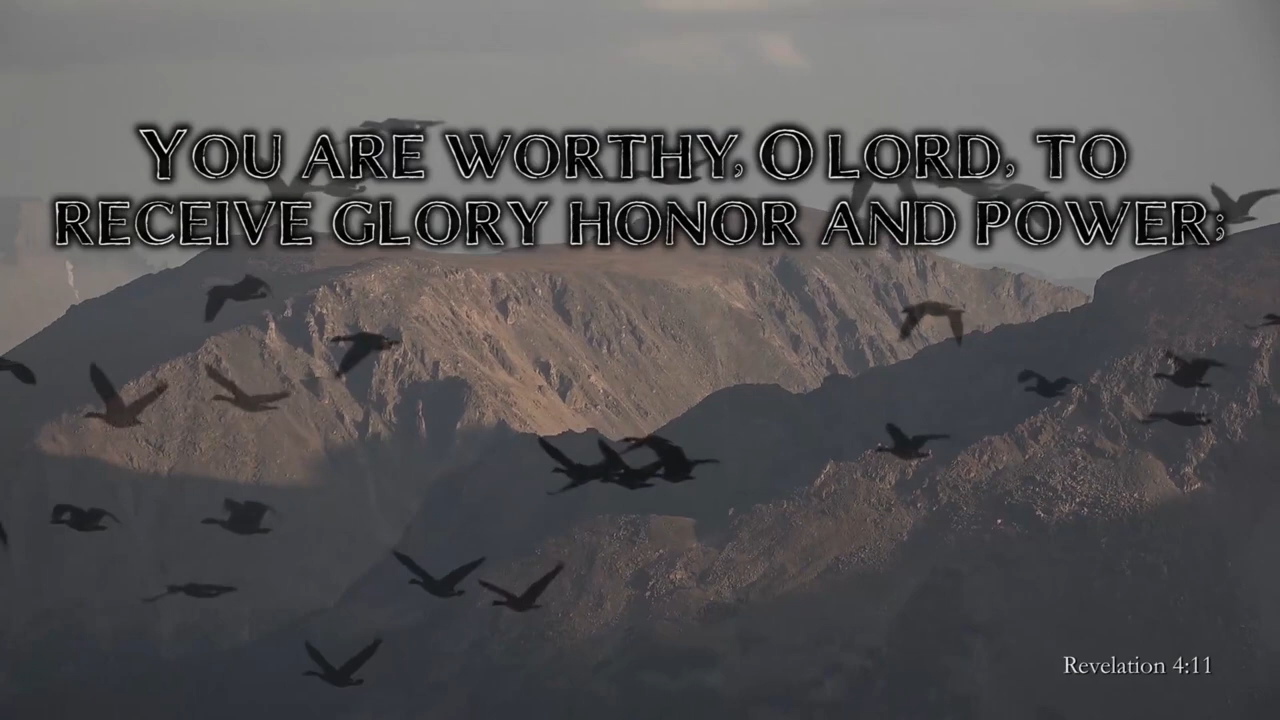 You are worthy, O Lord, to
receive glory honor and power;
Revelation 4:11